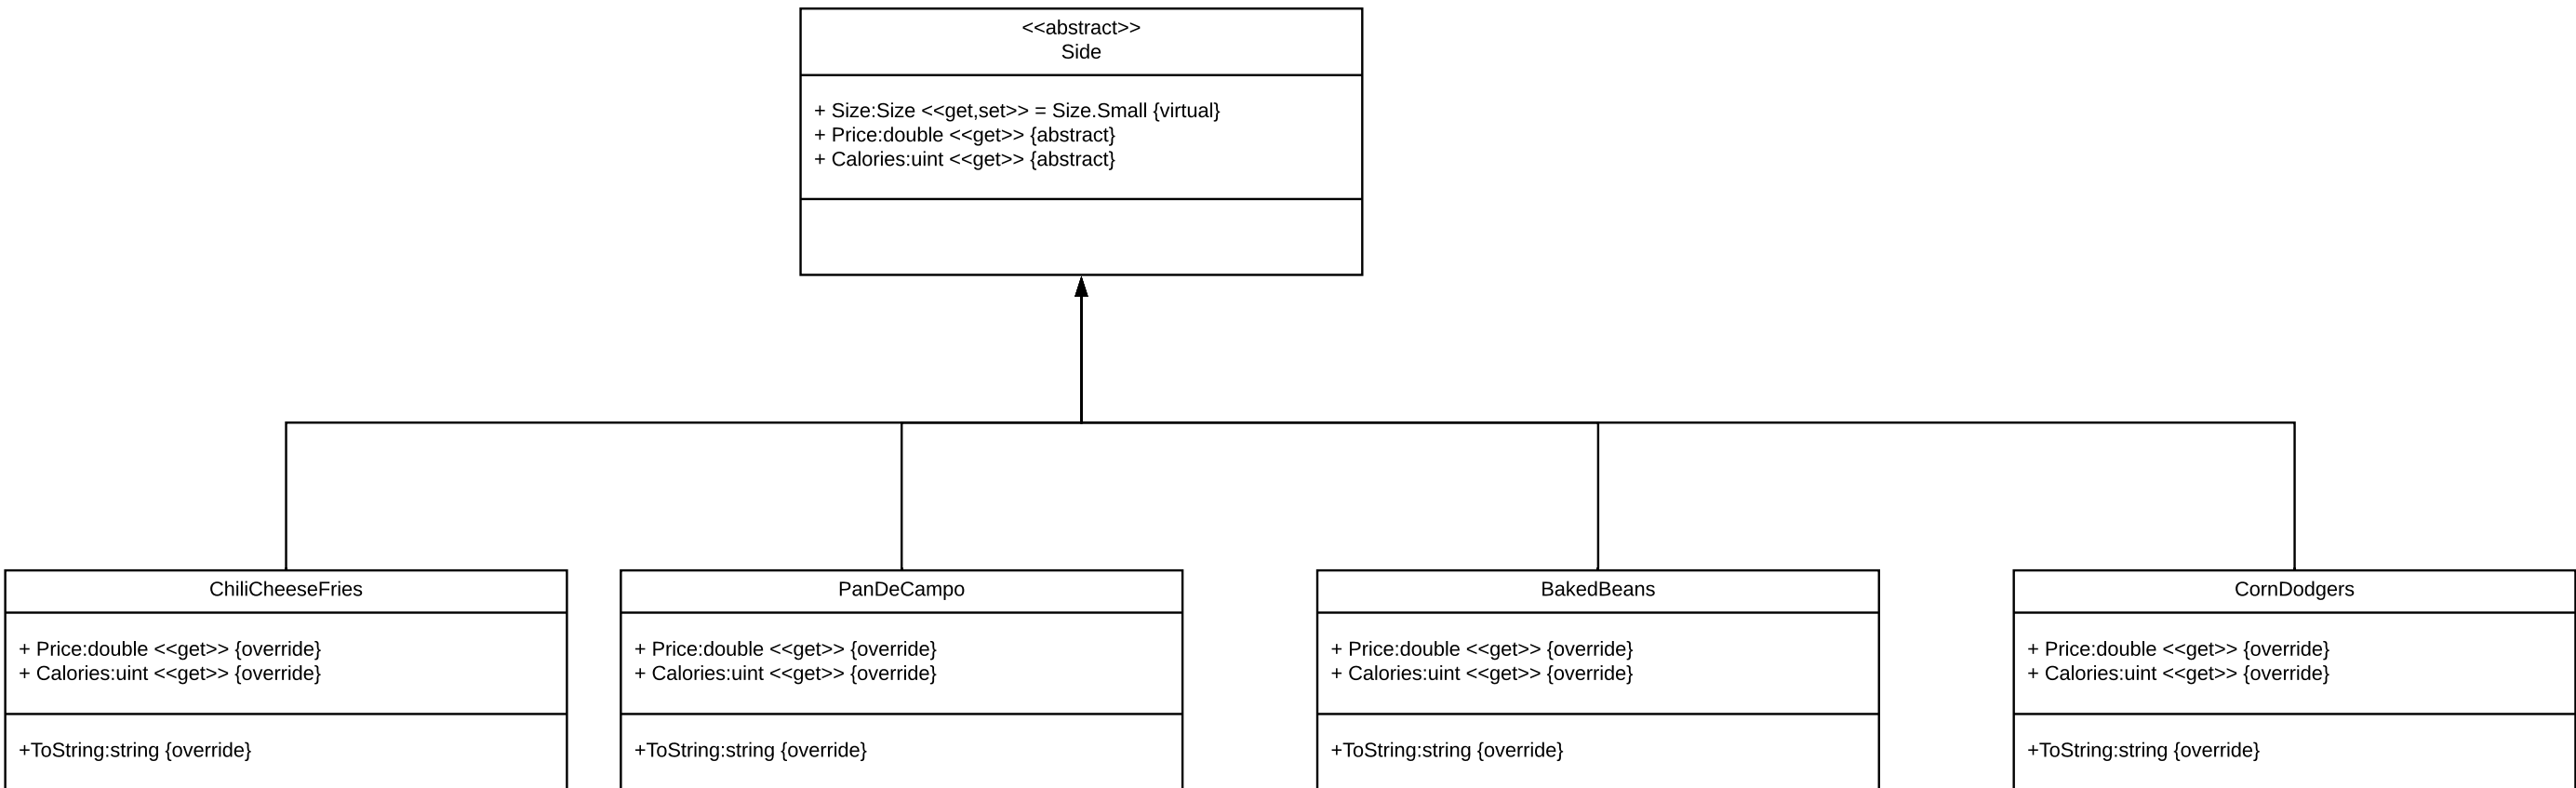 <<abstract>>
Side
+ Size:Size <<get,set>> = Size.Small {virtual}
+ Price:double <<get>> {abstract}
+ Calories:uint <<get>> {abstract}
ChiliCheeseFries
+ Price:double <<get>> {override}
+ Calories:uint <<get>> {override}
+ToString:string {override}
PanDeCampo
+ Price:double <<get>> {override}
+ Calories:uint <<get>> {override}
+ToString:string {override}
BakedBeans
+ Price:double <<get>> {override}
+ Calories:uint <<get>> {override}
+ToString:string {override}
CornDodgers
+ Price:double <<get>> {override}
+ Calories:uint <<get>> {override}
+ToString:string {override}